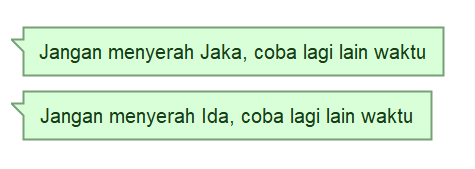 Jangan menyerah Jaka, coba lagi lain waktu
Jangan menyerah Ida, coba lagi lain waktu